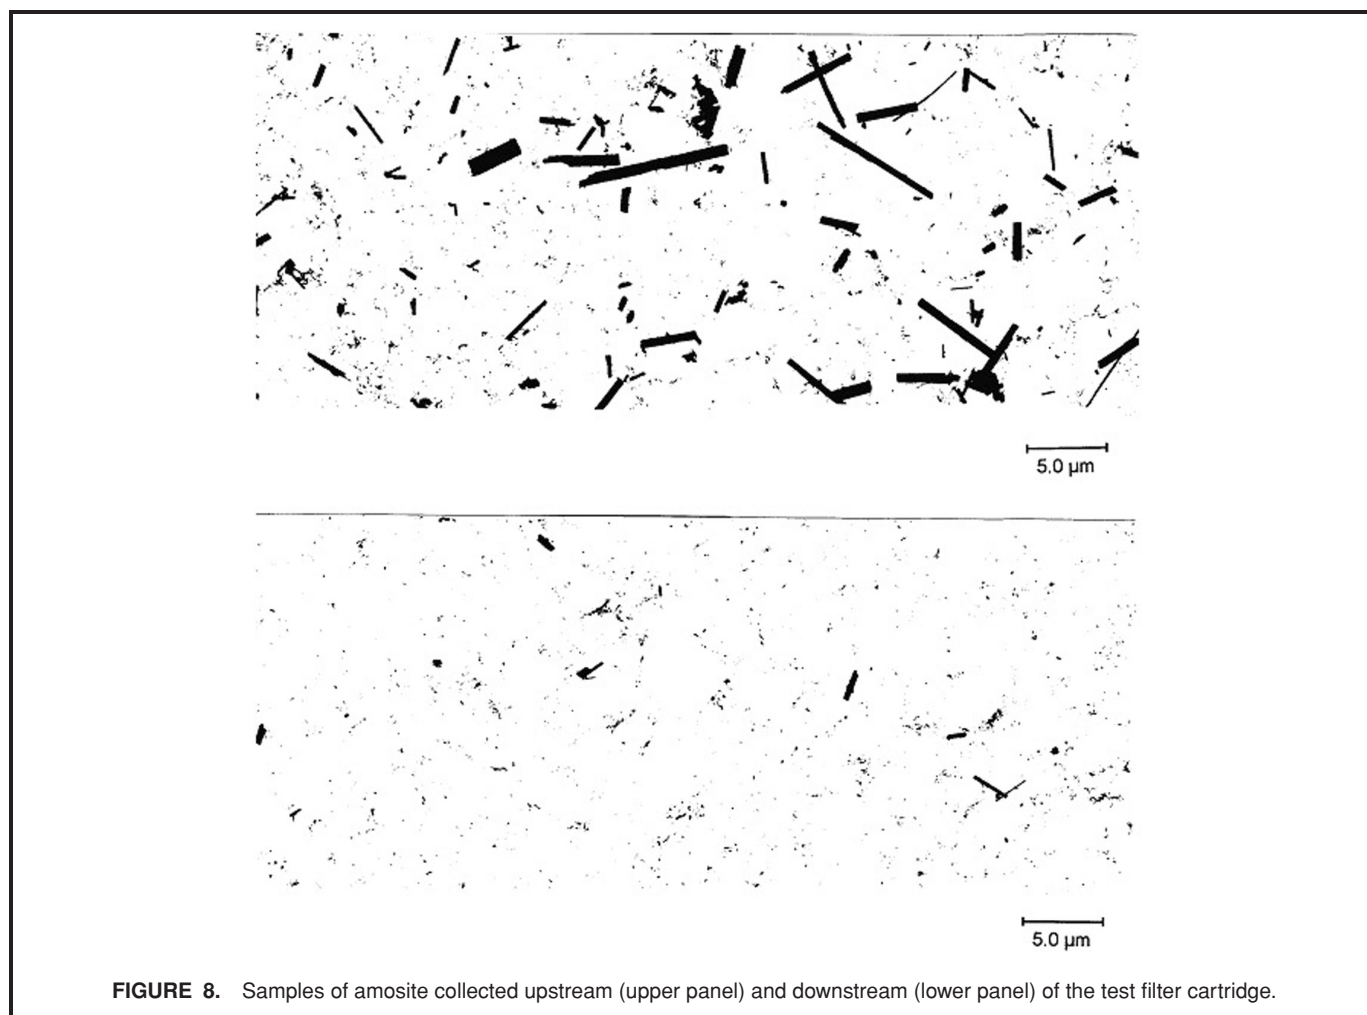 5.0 µm
5.0 µm
FIGURE 8. Samples of amosite collected upstream (upper panel) and downstream (lower panel) of the test filter cartridge.